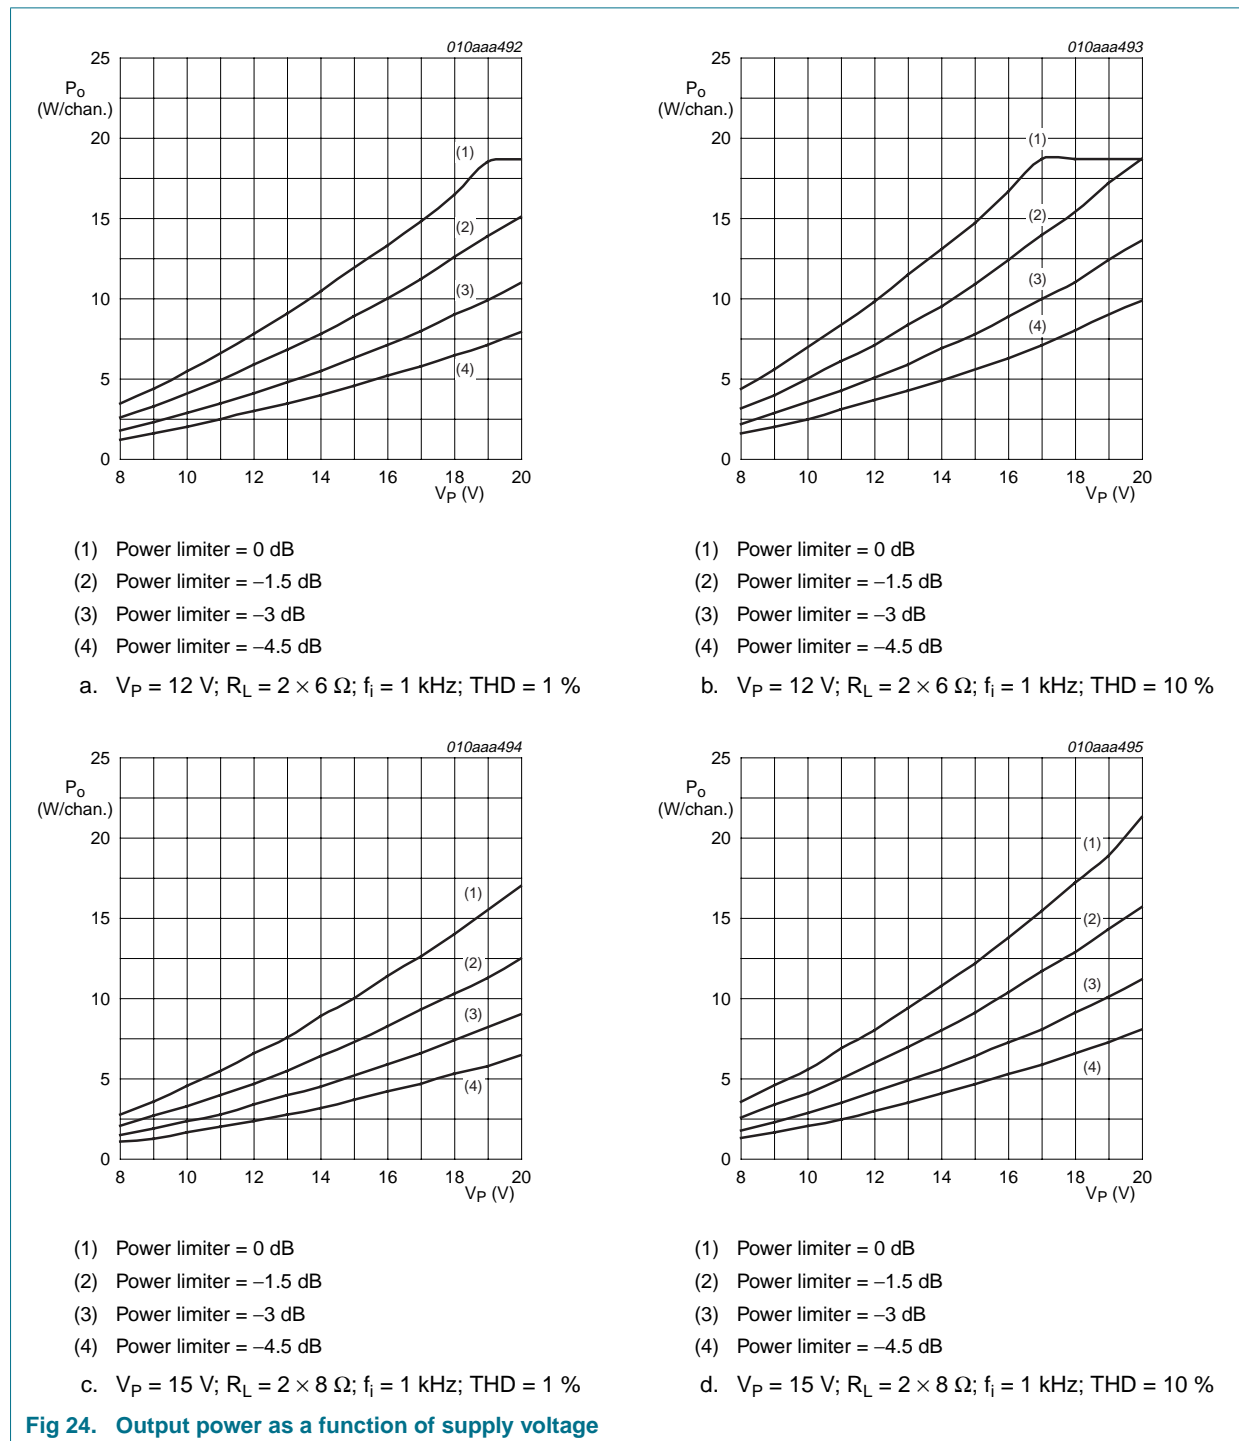 010aaa492
25
20
15
10
5
0
Po
(W/chan.)
(1)
(2)
(3)
(4)
8 10 12 14 16 18 20
VP (V)
(1) Power limiter = 0 dB
(2) Power limiter = −1.5 dB
(3) Power limiter = −3 dB
(4) Power limiter = −4.5 dB
a. VP = 12 V; RL = 2 × 6 Ω; fi = 1 kHz; THD = 1 %
010aaa493
25
20
15
10
5
0
Po
(W/chan.)
(1)
(2)
(3)
(4)
8 10 12 14 16 18 20
VP (V)
(1) Power limiter = 0 dB
(2) Power limiter = −1.5 dB
(3) Power limiter = −3 dB
(4) Power limiter = −4.5 dB
b. VP = 12 V; RL = 2 × 6 Ω; fi = 1 kHz; THD = 10 %
010aaa494
25
20
15
10
5
0
Po
(W/chan.)
(1)
(2)
(3)
(4)
8 10 12 14 16 18 20
VP (V)
(1) Power limiter = 0 dB
(2) Power limiter = −1.5 dB
(3) Power limiter = −3 dB
(4) Power limiter = −4.5 dB
c. VP = 15 V; RL = 2 × 8 Ω; fi = 1 kHz; THD = 1 %
010aaa495
25
20
15
10
5
0
Po
(W/chan.)
(1)
(2)
(3)
(4)
8 10 12 14 16 18 20
VP (V)
(1) Power limiter = 0 dB
(2) Power limiter = −1.5 dB
(3) Power limiter = −3 dB
(4) Power limiter = −4.5 dB
d. VP = 15 V; RL = 2 × 8 Ω; fi = 1 kHz; THD = 10 %
Fig 24. Output power as a function of supply voltage